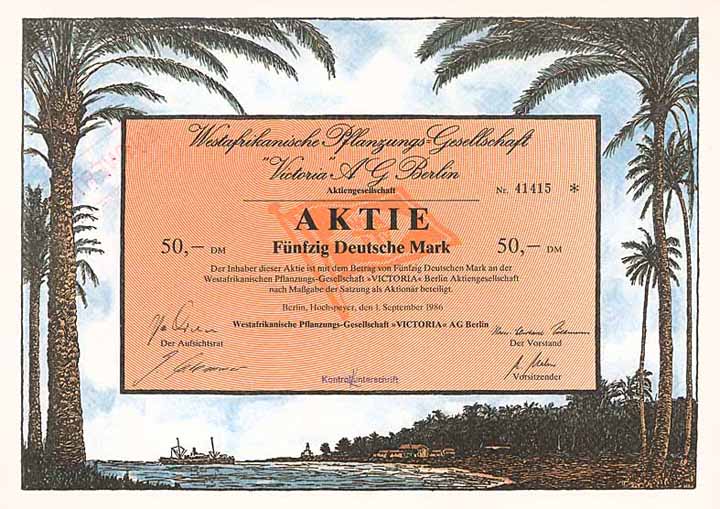 Westafrikanische Pflanzungs-Gesellschaft
"Victoria" A G Berlin
Aktiengesellschaft
Nr. 41415 *
AKTIE
50,— DM Fünfzig Deutsche Mark 50,— DM
Der Inhaber dieser Aktie ist mit dem Betrag von Fünfzig Deutschen Mark an der
Westafrikanischen Pflanzungs-Gesellschaft »VICTORIA« Berlin Aktiengesellschaft
nach Maßgabe der Satzung als Aktionär beteiligt.
Berlin, Hochspeyer, den 1. September 1986
Westafrikanische Pflanzungs-Gesellschaft »VICTORIA« AG Berlin
Der Aufsichtsrat
Der Vorstand
Vorsitzender
Kontrollunterschrift